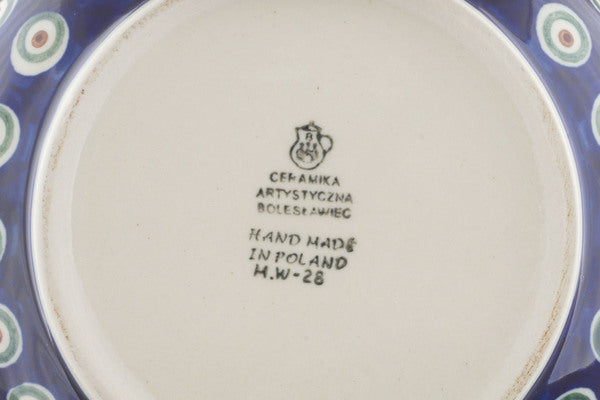 B
CERAMIKA
ARTYSTYCZNA
BOLESŁAWIEC
HAND MADE
IN POLAND
H.W-28